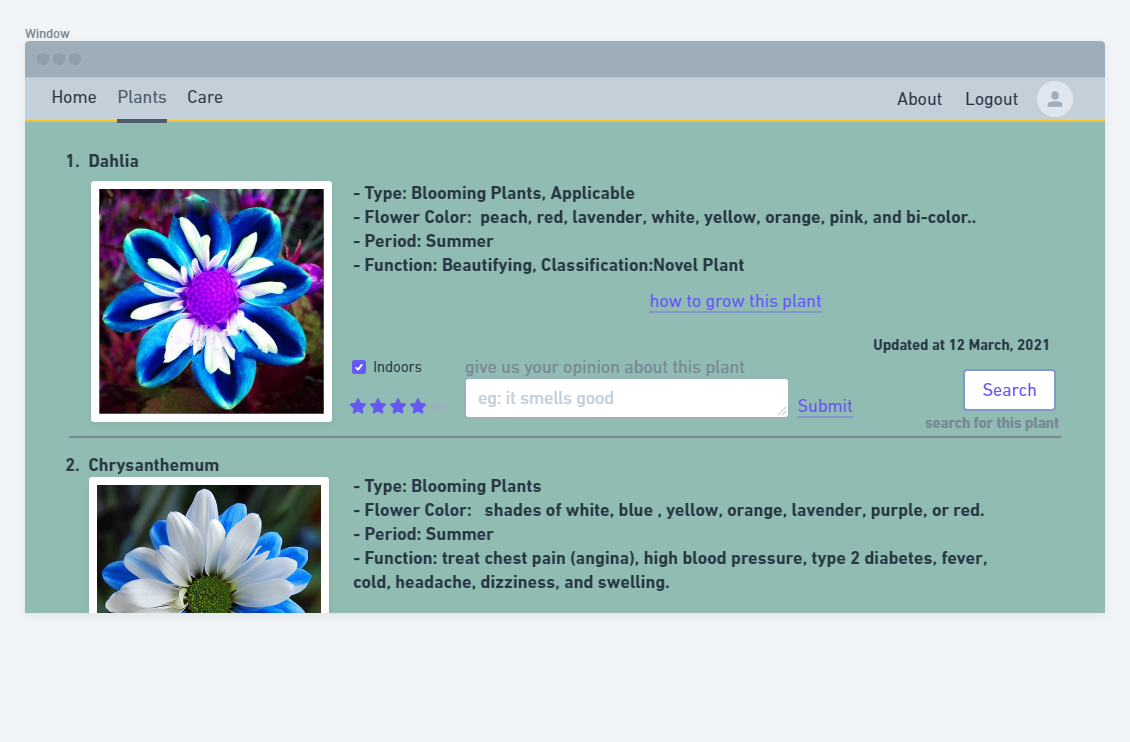 Window
Home Plants Care About Logout
1. Dahlia
- Type: Blooming Plants, Applicable
- Flower Color:  peach, red, lavender, white, yellow, orange, pink, and bi-color..
- Period: Summer
- Function: Beautifying, Classification:Novel Plant
how to grow this plant
Updated at 12 March, 2021
Indoors
give us your opinion about this plant
eg: it smells good
Submit
Search
search for this plant
2. Chrysanthemum
- Type: Blooming Plants
- Flower Color:   shades of white, blue , yellow, orange, lavender, purple, or red.
- Period: Summer
- Function: treat chest pain (angina), high blood pressure, type 2 diabetes, fever,
cold, headache, dizziness, and swelling.